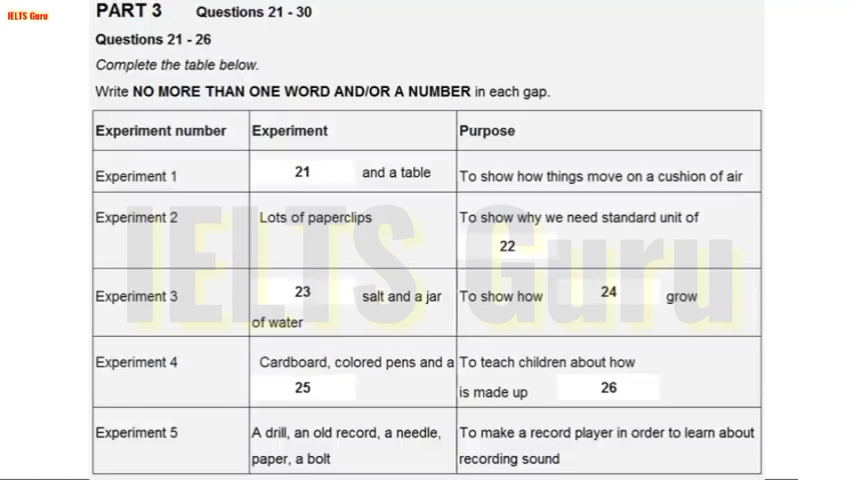 IELTS Guru
PART 3 Questions 21 - 30
Questions 21 - 26
Complete the table below.
Write NO MORE THAN ONE WORD AND/OR A NUMBER in each gap.
Experiment number Experiment Purpose
Experiment 1 21 and a table To show how things move on a cushion of air
Experiment 2 Lots of paperclips To show why we need standard unit of
22
Experiment 3 23 salt and a jar To show how 24 grow
of water
Experiment 4 Cardboard, colored pens and a To teach children about how
25 is made up 26
Experiment 5 A drill, an old record, a needle, To make a record player in order to learn about
paper, a bolt recording sound
IELTS Guru